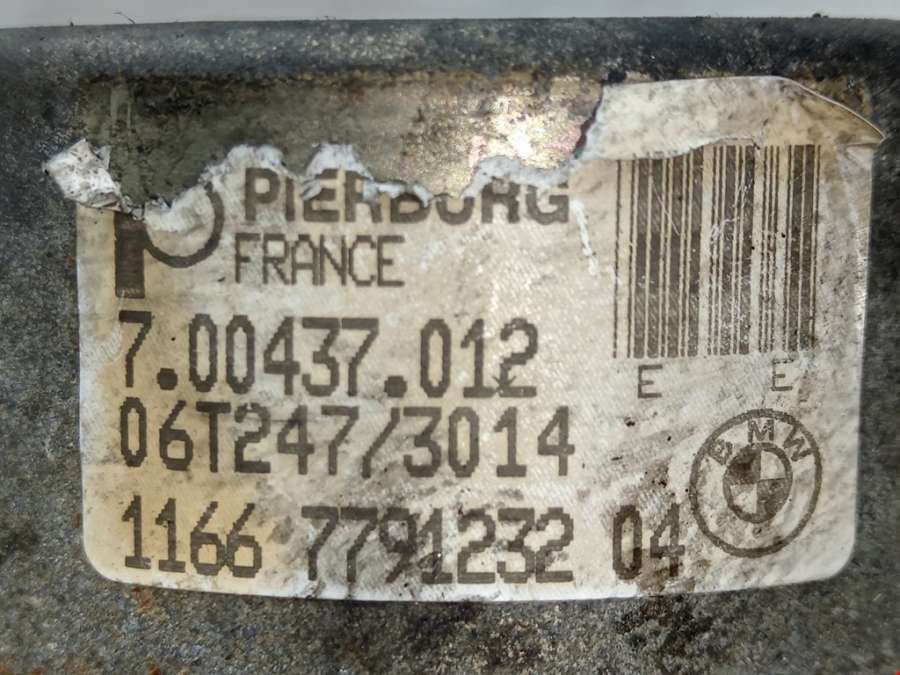 PIERBURG
FRANCE
7.00437.012
06T247/3014
1166 7791232 04
E E
BMW